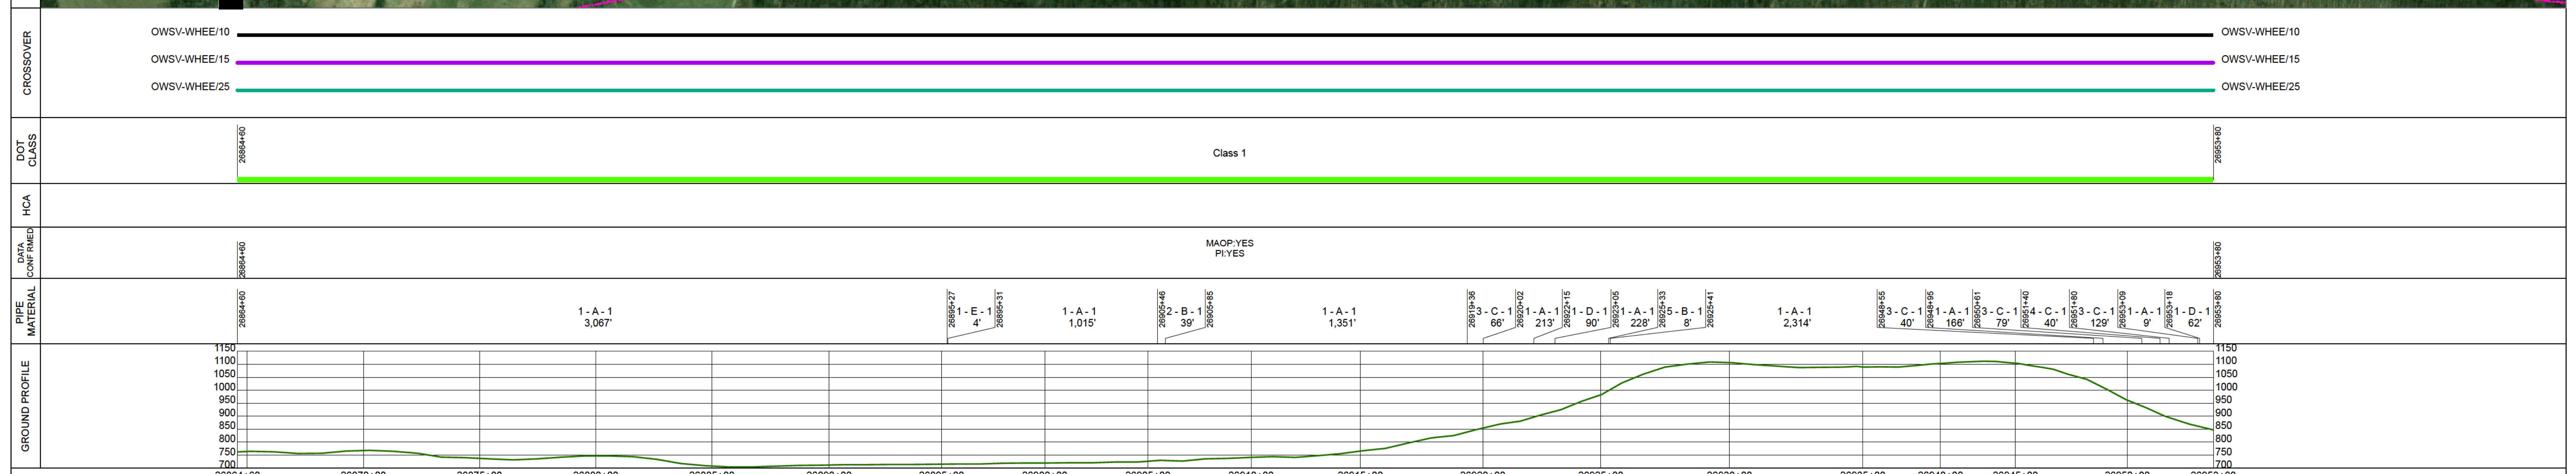 CROSSOVER
OWSV-WHEE/10 OWSV-WHEE/10
OWSV-WHEE/15 OWSV-WHEE/15
OWSV-WHEE/25 OWSV-WHEE/25
DOT
CLASS
26864+60 26953+80
Class 1
HCA
DATA
CONFIRMED
26864+60 26953+80
MAOP:YES
PI:YES
PIPE
MATERIAL
26864+60 26895+27 26895+31 26905+46 26905+85 26919+36 26920+02 26922+15 26923+05 26925+33 26925+41 26948+55 26948+95 26950+61 26951+40 26951+80 26953+09 26953+18 26953+80
1 - A - 1 1 - E - 1 1 - A - 1 2 - B - 1 1 - A - 1 3 - C - 1 1 - A - 1 1 - D - 1 1 - A - 1 5 - B - 1 1 - A - 1 3 - C - 1 1 - A - 1 3 - C - 1 4 - C - 1 3 - C - 1 1 - A - 1 1 - D - 1
3,067' 4' 1,015' 39' 1,351' 66' 213' 90' 228' 8' 2,314' 40' 166' 79' 40' 129' 9' 62'
GROUND PROFILE
1150 1150
1100 1100
1050 1050
1000 1000
950 950
900 900
850 850
800 800
750 750
700 700